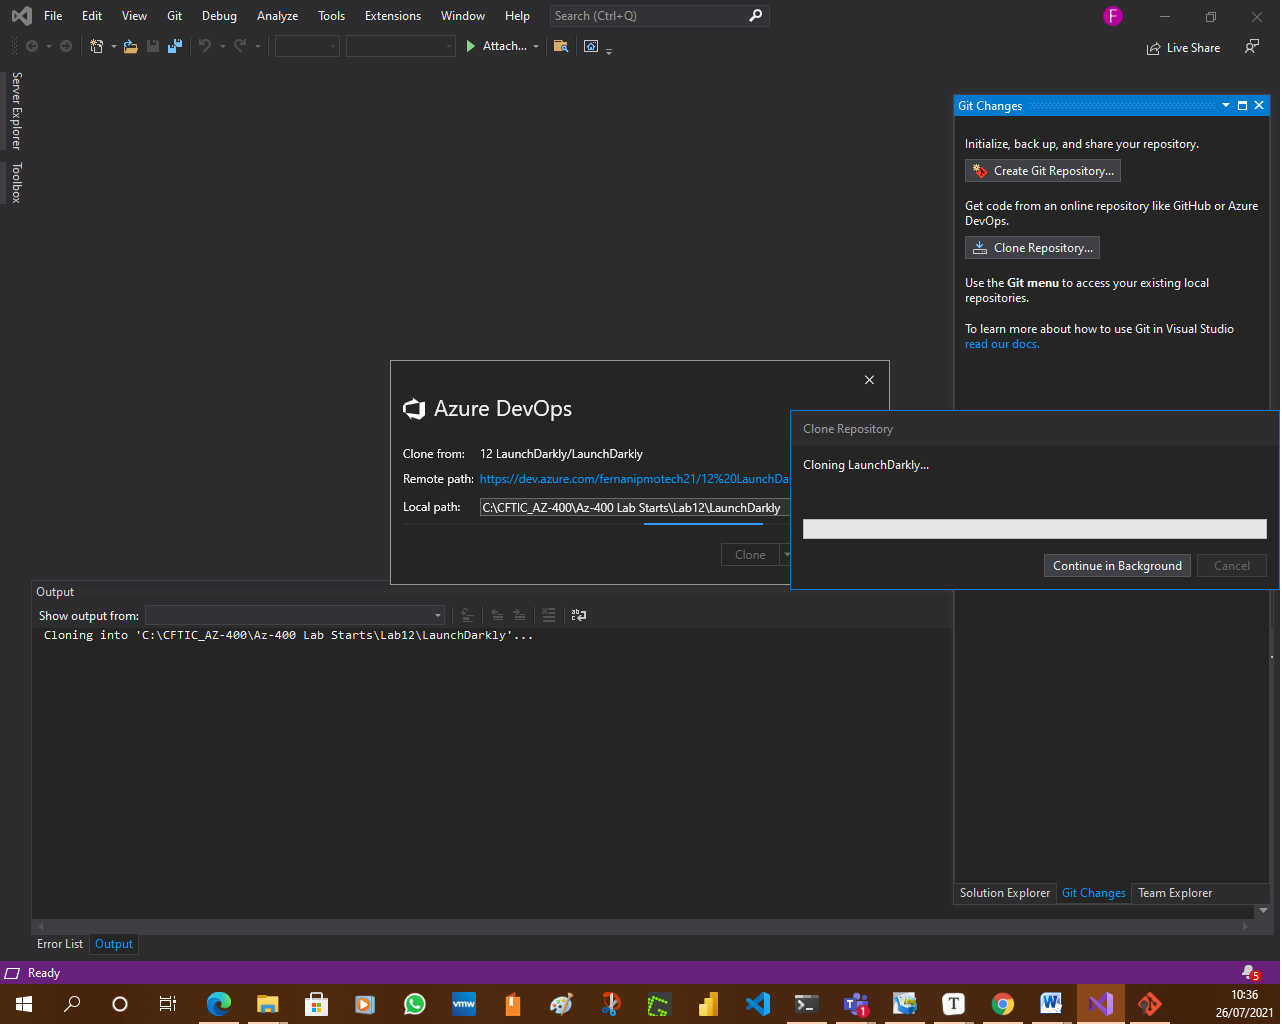 File Edit View Git Debug Analyze Tools Extensions Window Help Search (Ctrl+Q) F
Attach... Live Share
Server Explorer
Toolbox
Git Changes
Initialize, back up, and share your repository.
Create Git Repository...
Get code from an online repository like GitHub or Azure
DevOps.
Clone Repository...
Use the Git menu to access your existing local
repositories.
To learn more about how to use Git in Visual Studio
read our docs.
Azure DevOps
Clone from: 12 LaunchDarkly/LaunchDarkly
Remote path: https://dev.azure.com/fernanipmotech21/12%20LaunchDa
Local path: C:\CFTIC_AZ-400\Az-400 Lab Starts\Lab12\LaunchDarkly
Clone
Clone Repository
Cloning LaunchDarkly...
Continue in Background Cancel
Output
Show output from:
Cloning into 'C:\CFTIC_AZ-400\Az-400 Lab Starts\Lab12\LaunchDarkly'...
Solution Explorer Git Changes Team Explorer
Error List Output
Ready 5
vmw 1 T W
10:36
26/07/2021